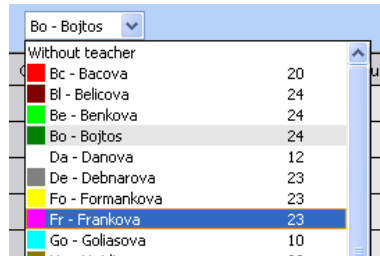 Bo - Bojtos
Without teacher
Bc - Bacova 20
Bl - Belicova 24
Be - Benkova 24
Bo - Bojtos 24
Da - Danova 12
De - Debnarova 23
Fo - Formankova 23
Fr - Frankova 23
Go - Goliasova 10